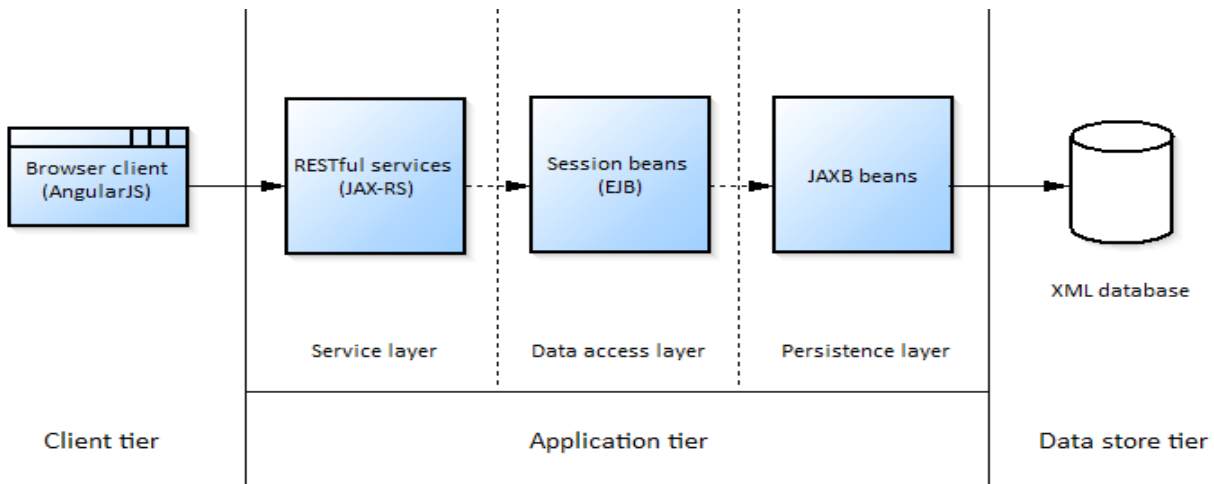 Browser client
(AngularJS)
RESTful services
(JAX-RS)
Session beans
(EJB)
JAXB beans
XML database
Service layer
Data access layer
Persistence layer
Client tier
Application tier
Data store tier